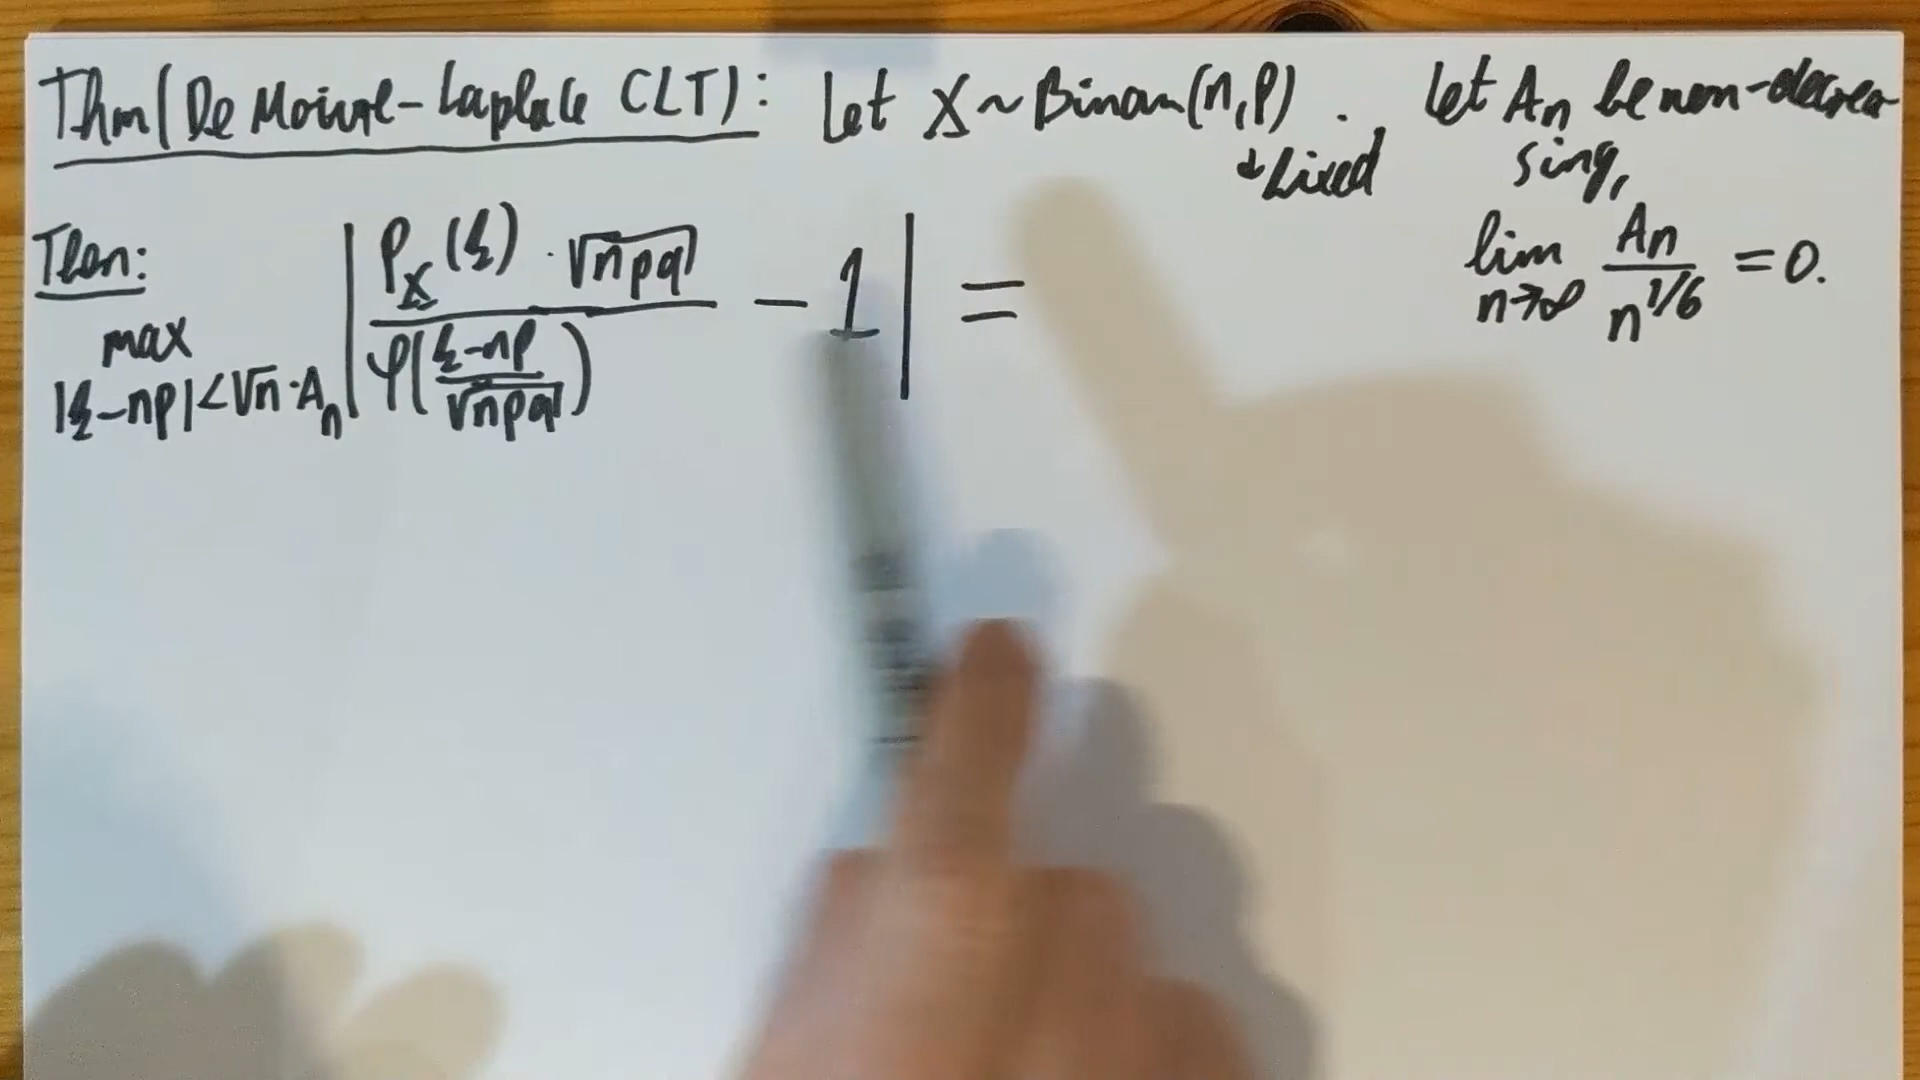 Thm (De Moivre-Laplace CLT): Let X ~ Binom(n,p). Let An be non-decrea
↓ fixed sing,
Then: max |k-np|<√n·An | P_X(k)·√npq / φ((k-np)/√npq) - 1 | =
lim n→∞ An / n^1/6 = 0.